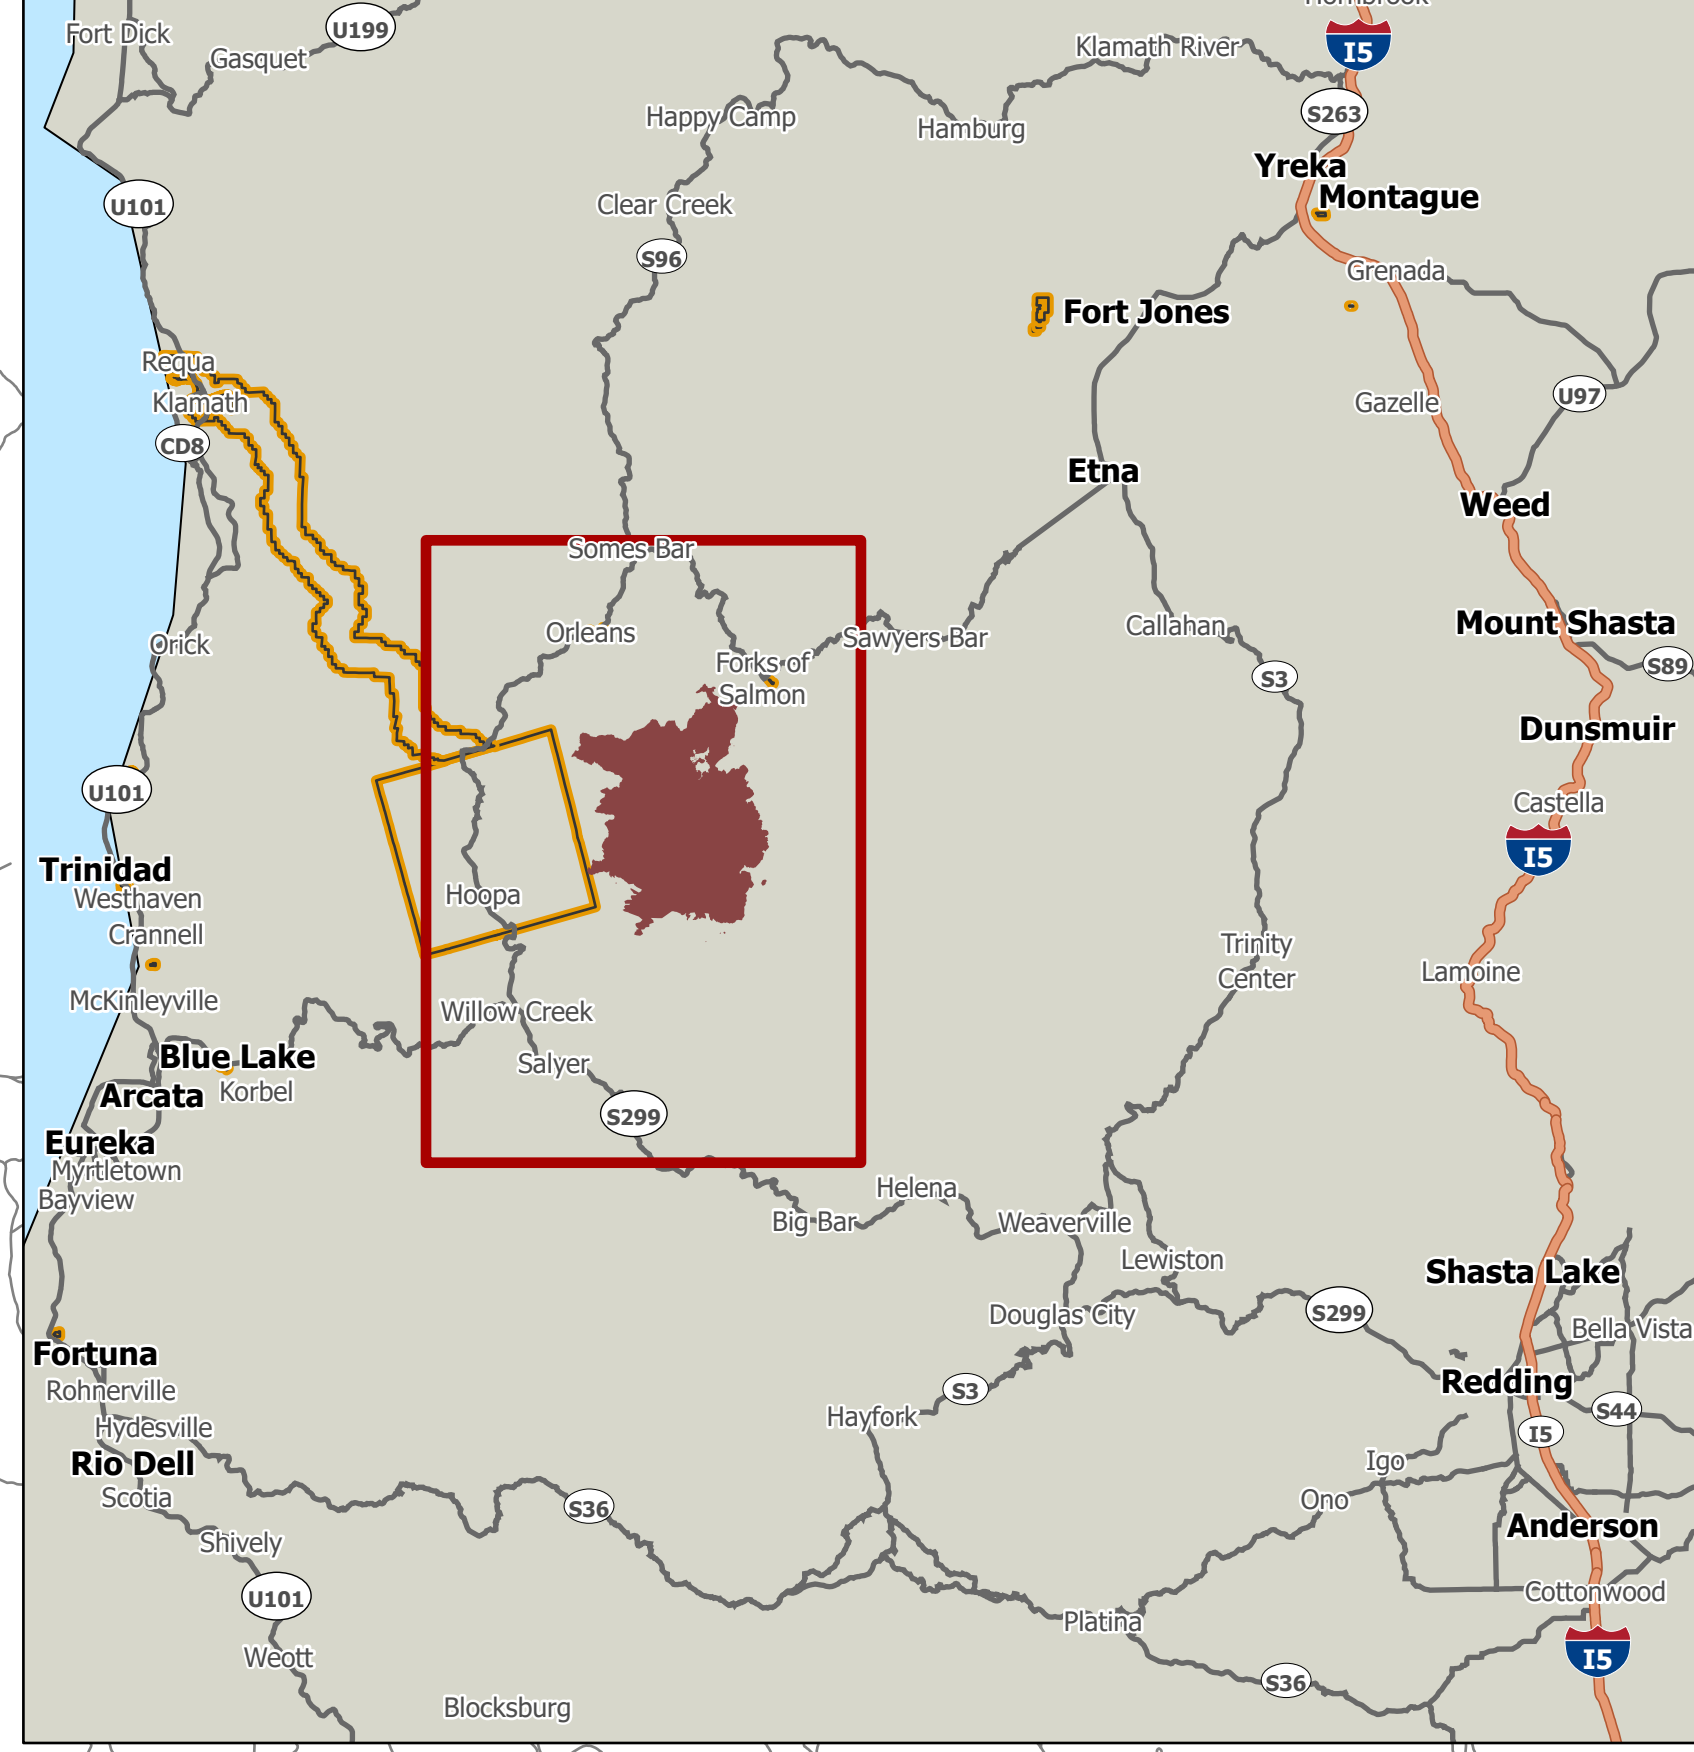 Hornbrook
Fort Dick
U199
Gasquet
Klamath River
I5
S263
Happy Camp
Hamburg
Yreka
Montague
U101
Clear Creek
S96
Grenada
Fort Jones
Requa
Klamath
CD8
U97
Gazelle
Etna
Weed
Somes Bar
Orleans
Orick
Sawyers Bar
Callahan
Mount Shasta
S89
Forks of
Salmon
S3
Dunsmuir
U101
Castella
I5
Trinidad
Westhaven
Hoopa
Crannell
Trinity
Center
Lamoine
McKinleyville
Willow Creek
Blue Lake
Salyer
Arcata
Korbel
S299
Eureka
Myrtletown
Bayview
Helena
Big Bar
Weaverville
Lewiston
Shasta Lake
Douglas City
S299
Bella Vista
Fortuna
Redding
Rohnerville
S3
S44
Hayfork
Hydesville
I5
Rio Dell
Igo
Scotia
S36
Ono
Anderson
Shively
U101
Cottonwood
Platina
Weott
I5
S36
Blocksburg